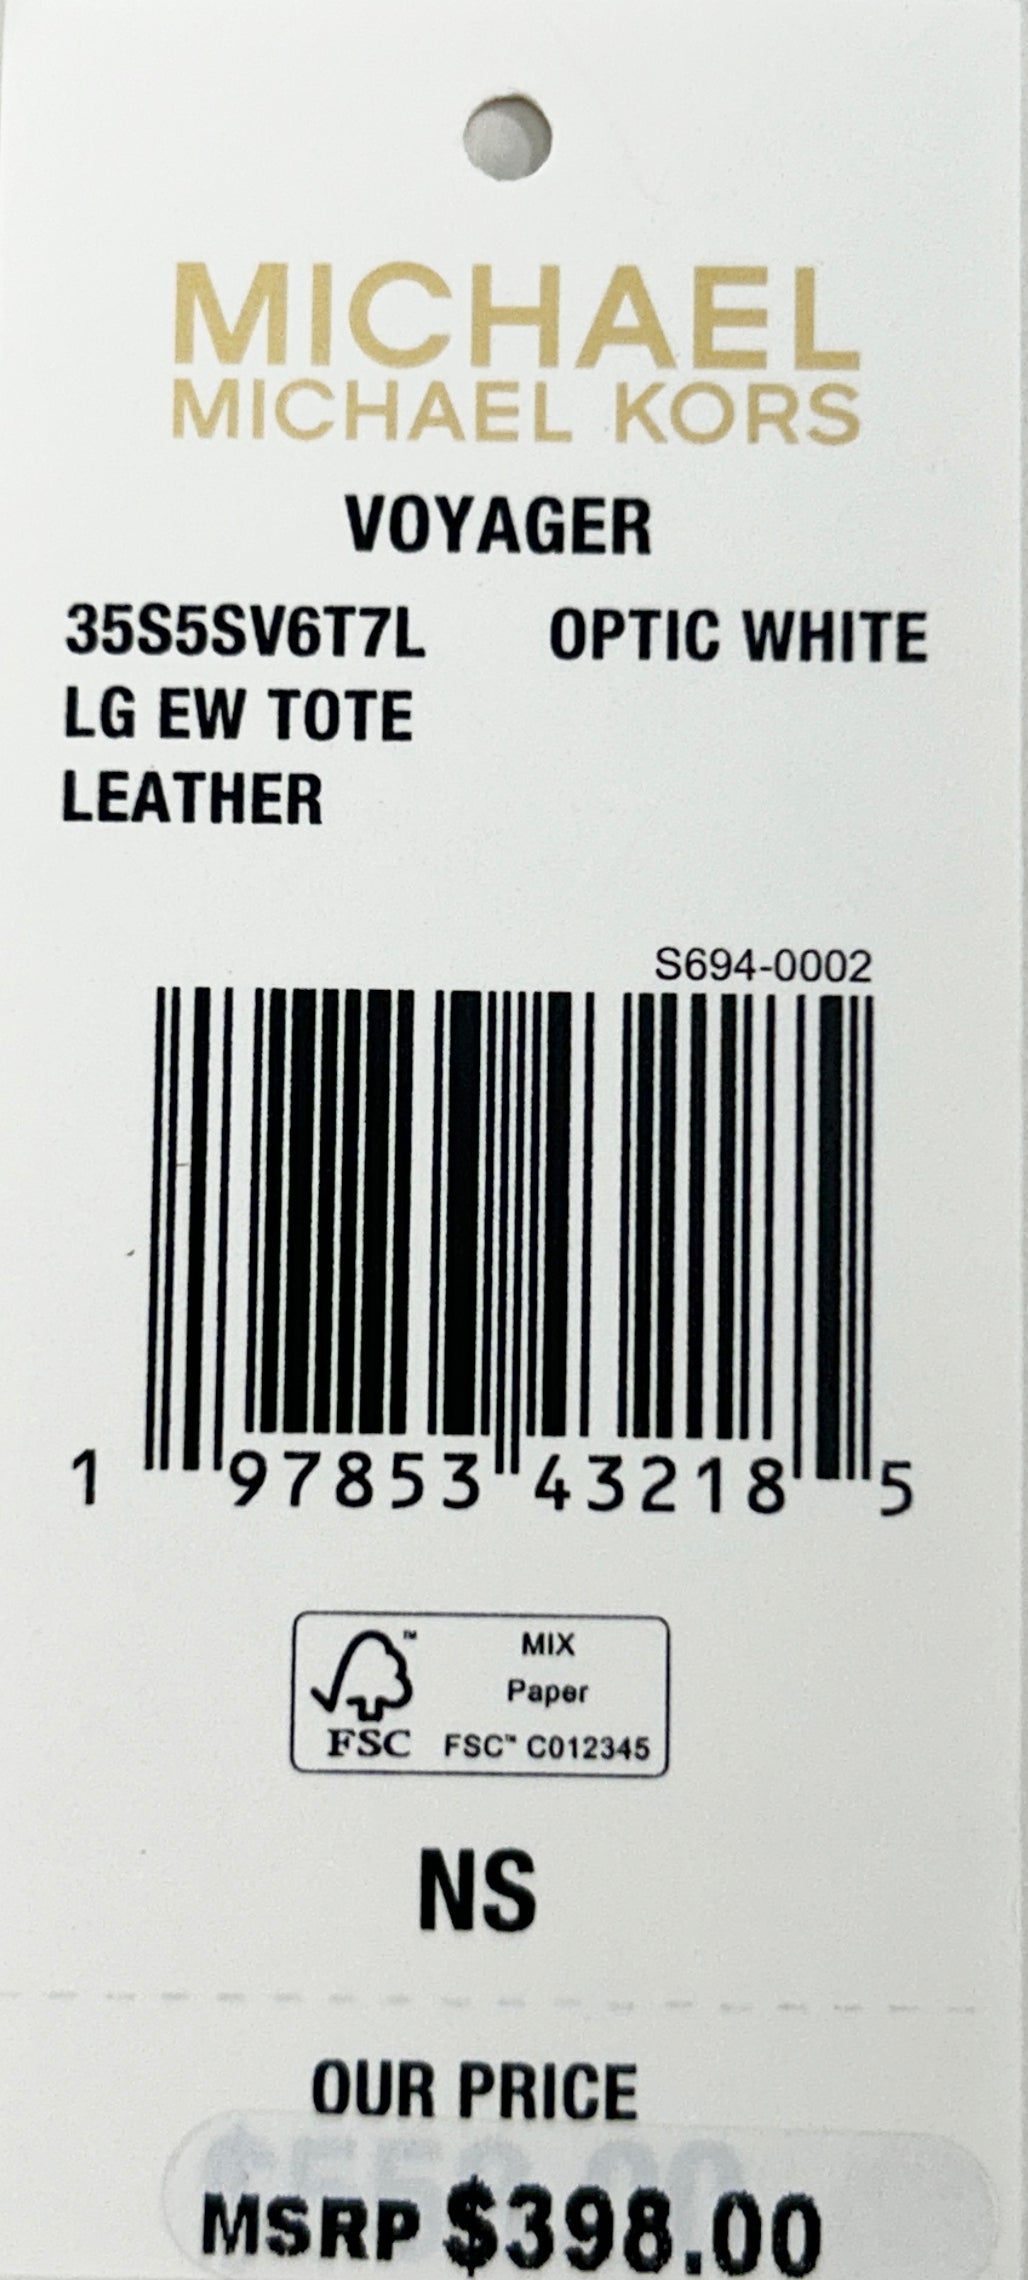 MICHAEL
MICHAEL KORS
VOYAGER
35S5SV6T7L OPTIC WHITE
LG EW TOTE
LEATHER
S694-0002
1 97853 43218 5
MIX
Paper
FSC FSC™ C012345
NS
OUR PRICE
MSRP $398.00